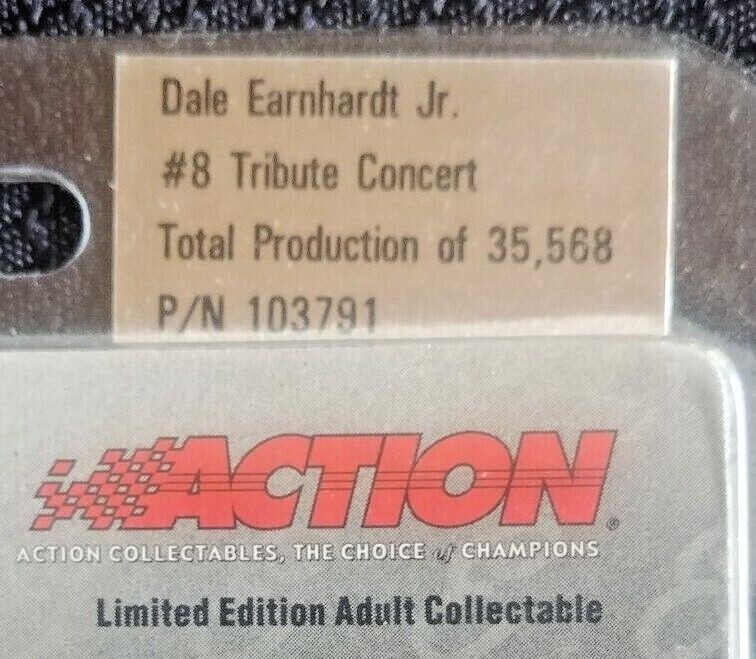 Dale Earnhardt Jr.
#8 Tribute Concert
Total Production of 35,568
P/N 103791
ACTION®
ACTION COLLECTABLES, THE CHOICE of CHAMPIONS
Limited Edition Adult Collectable